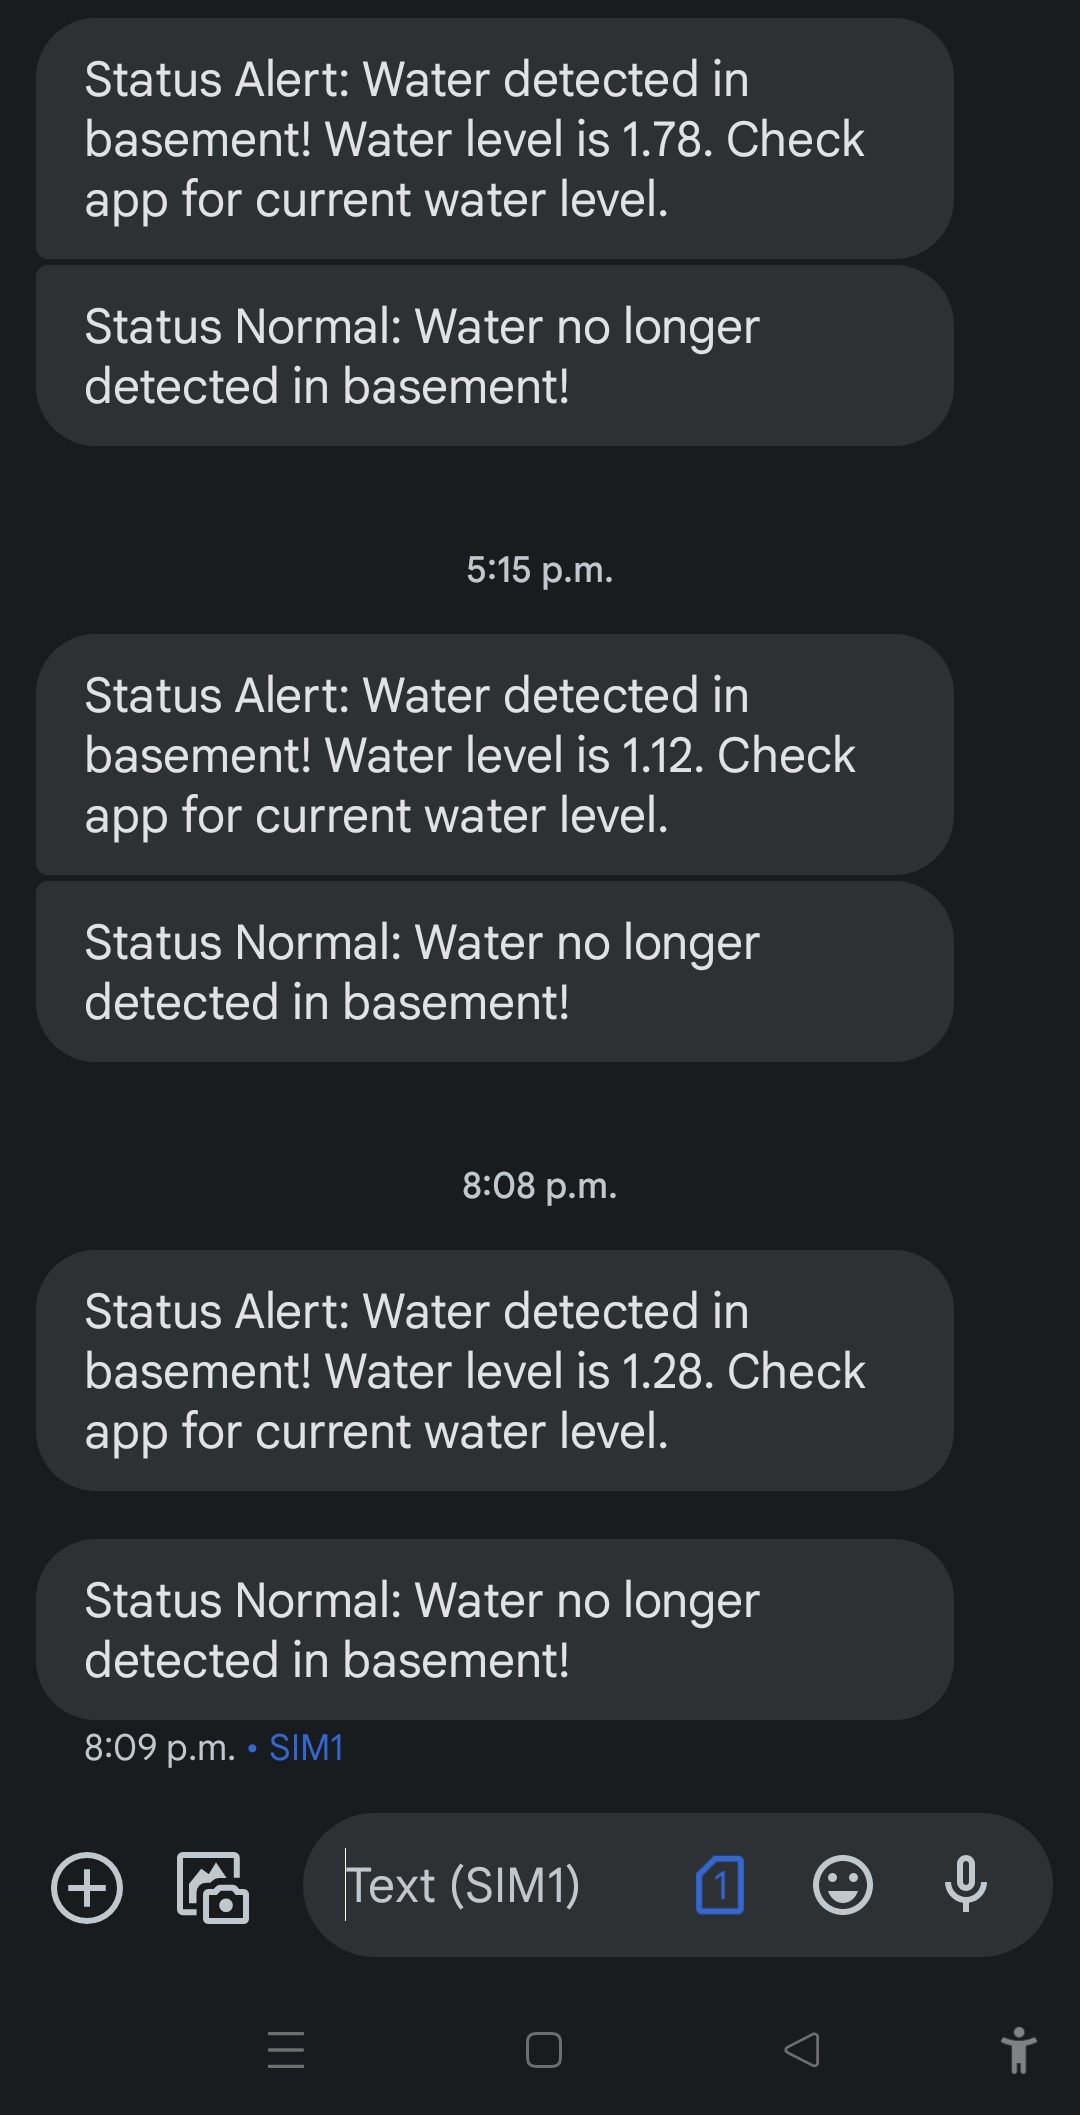 Status Alert: Water detected in
basement! Water level is 1.78. Check
app for current water level.
Status Normal: Water no longer
detected in basement!
5:15 p.m.
Status Alert: Water detected in
basement! Water level is 1.12. Check
app for current water level.
Status Normal: Water no longer
detected in basement!
8:08 p.m.
Status Alert: Water detected in
basement! Water level is 1.28. Check
app for current water level.
Status Normal: Water no longer
detected in basement!
8:09 p.m. • SIM1
Text (SIM1) 1